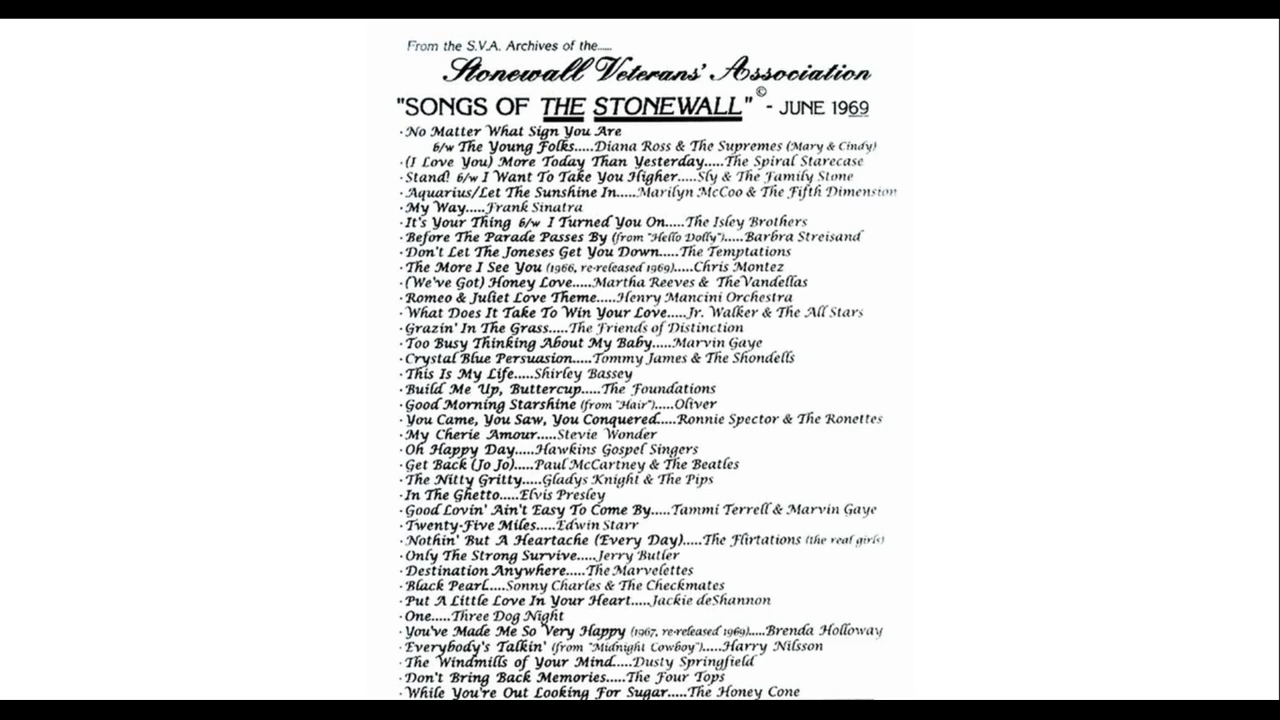 From the S.V.A. Archives of the.....
Stonewall Veterans' Association
"SONGS OF THE STONEWALL" © - JUNE 1969
·No Matter What Sign You Are
6/w The Young Folks.....Diana Ross & The Supremes (Mary & Cindy)
·(I Love You) More Today Than Yesterday.....The Spiral Starecase
·Stand! 6/w I Want To Take You Higher.....Sly & The Family Stone
·Aquarius/Let The Sunshine In.....Marilyn McCoo & The Fifth Dimension
·My Way.....Frank Sinatra
·It's Your Thing 6/w I Turned You On.....The Isley Brothers
·Before The Parade Passes By (from "Hello Dolly").....Barbra Streisand
·Don't Let The Joneses Get You Down.....The Temptations
·The More I See You (1966, re-released 1969).....Chris Montez
·(We've Got) Honey Love.....Martha Reeves & TheVandellas
·Romeo & Juliet Love Theme.....Henry Mancini Orchestra
·What Does It Take To Win Your Love.....Jr. Walker & The All Stars
·Grazin' In The Grass.....The Friends of Distinction
·Too Busy Thinking About My Baby.....Marvin Gaye
·Crystal Blue Persuasion.....Tommy James & The Shondells
·This Is My Life.....Shirley Bassey
·Build Me Up, Buttercup.....The Foundations
·Good Morning Starshine (from "Hair").....Oliver
·You Came, You Saw, You Conquered.....Ronnie Spector & The Ronettes
·My Cherie Amour.....Stevie Wonder
·Oh Happy Day.....Hawkins Gospel Singers
·Get Back (Jo Jo).....Paul McCartney & The Beatles
·The Nitty Gritty.....Gladys Knight & The Pips
·In The Ghetto.....Elvis Presley
·Good Lovin' Ain't Easy To Come By.....Tammi Terrell & Marvin Gaye
·Twenty-Five Miles.....Edwin Starr
·Nothin' But A Heartache (Every Day).....The Flirtations (the real girls)
·Only The Strong Survive.....Jerry Butler
·Destination Anywhere.....The Marvelettes
·Black Pearl.....Sonny Charles & The Checkmates
·Put A Little Love In Your Heart.....Jackie deShannon
·One.....Three Dog Night
·You've Made Me So Very Happy (1967, re-released 1969).....Brenda Holloway
·Everybody's Talkin' (from "Midnight Cowboy").....Harry Nilsson
·The Windmills of Your Mind.....Dusty Springfield
·Don't Bring Back Memories.....The Four Tops
·While You're Out Looking For Sugar.....The Honey Cone